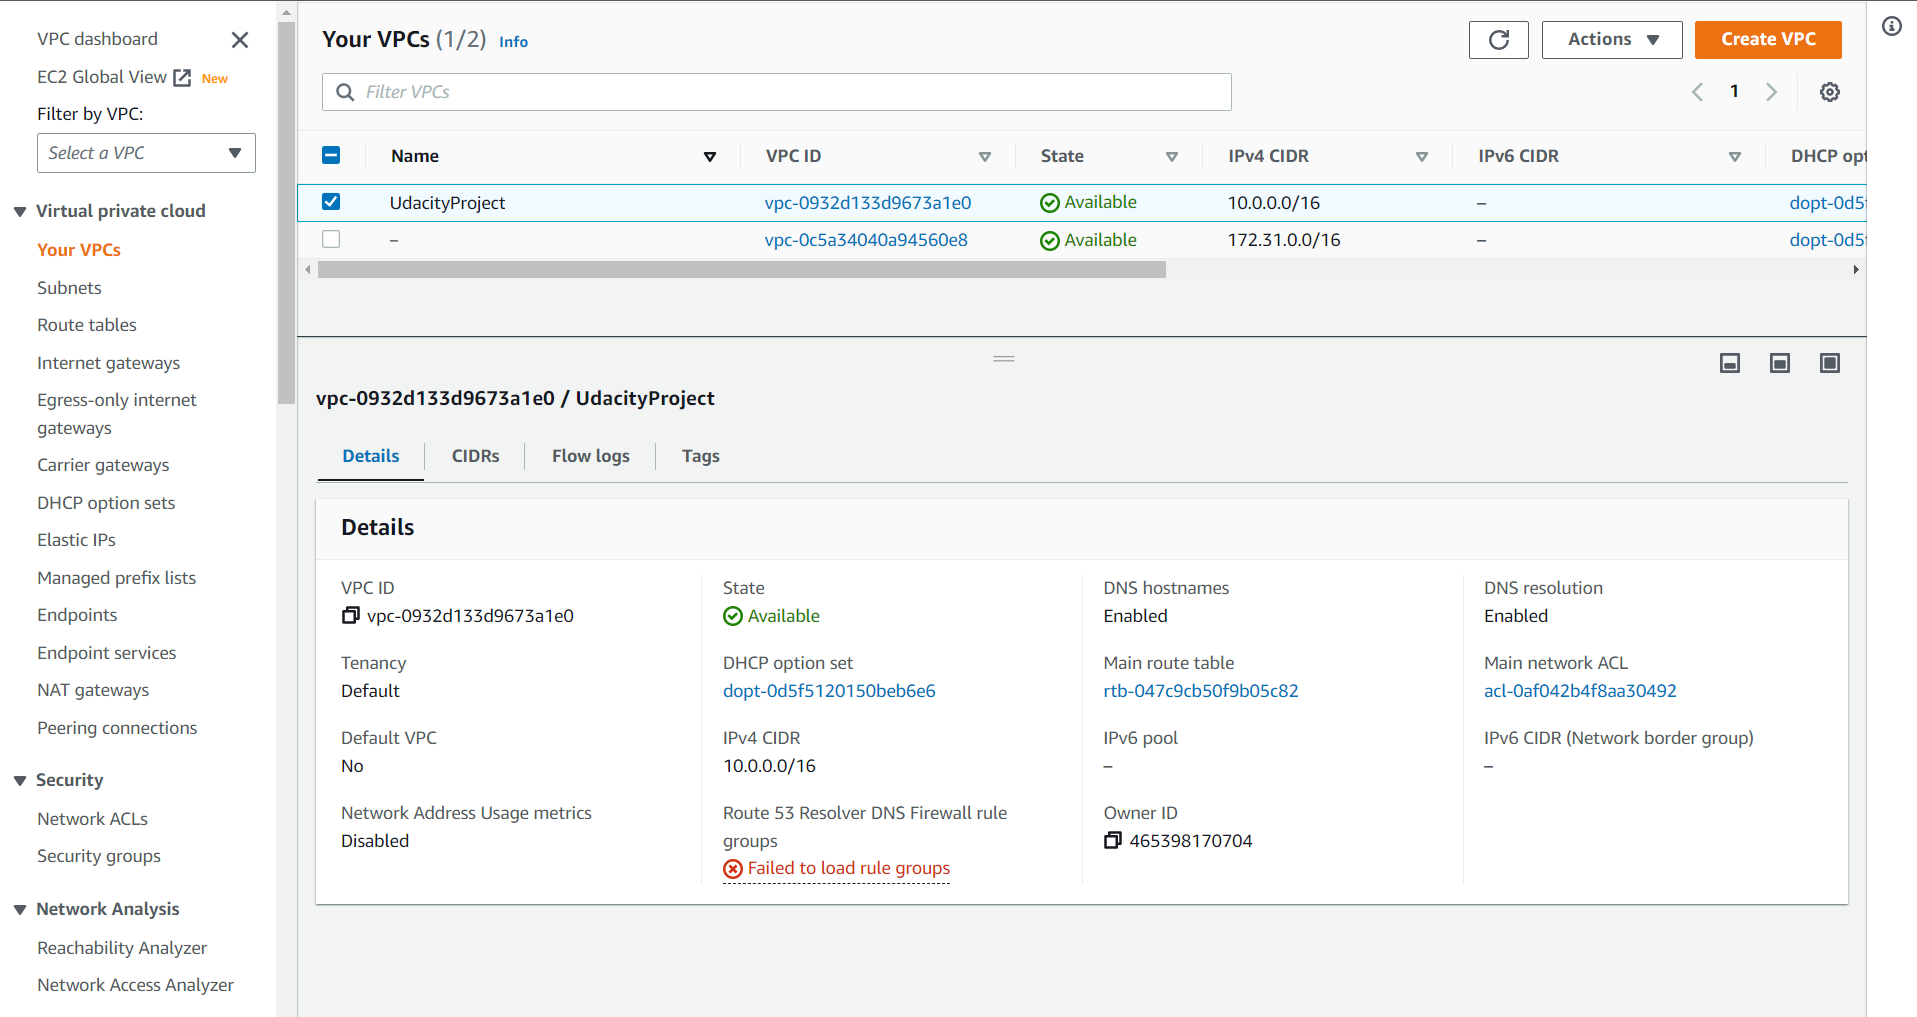 VPC dashboard
EC2 Global View New
Filter by VPC:
Select a VPC
Virtual private cloud
Your VPCs
Subnets
Route tables
Internet gateways
Egress-only internet
gateways
Carrier gateways
DHCP option sets
Elastic IPs
Managed prefix lists
Endpoints
Endpoint services
NAT gateways
Peering connections
Security
Network ACLs
Security groups
Network Analysis
Reachability Analyzer
Network Access Analyzer
Your VPCs (1/2) Info
Actions
Create VPC
Filter VPCs
1
Name VPC ID State IPv4 CIDR IPv6 CIDR DHCP opt
UdacityProject vpc-0932d133d9673a1e0 Available 10.0.0.0/16 – dopt-0d5f
– vpc-0c5a34040a94560e8 Available 172.31.0.0/16 – dopt-0d5f
vpc-0932d133d9673a1e0 / UdacityProject
Details CIDRs Flow logs Tags
Details
VPC ID
vpc-0932d133d9673a1e0
State
Available
DNS hostnames
Enabled
DNS resolution
Enabled
Tenancy
Default
DHCP option set
dopt-0d5f5120150beb6e6
Main route table
rtb-047c9cb50f9b05c82
Main network ACL
acl-0af042b4f8aa30492
Default VPC
No
IPv4 CIDR
10.0.0.0/16
IPv6 pool
–
IPv6 CIDR (Network border group)
–
Network Address Usage metrics
Disabled
Route 53 Resolver DNS Firewall rule
groups
Failed to load rule groups
Owner ID
465398170704